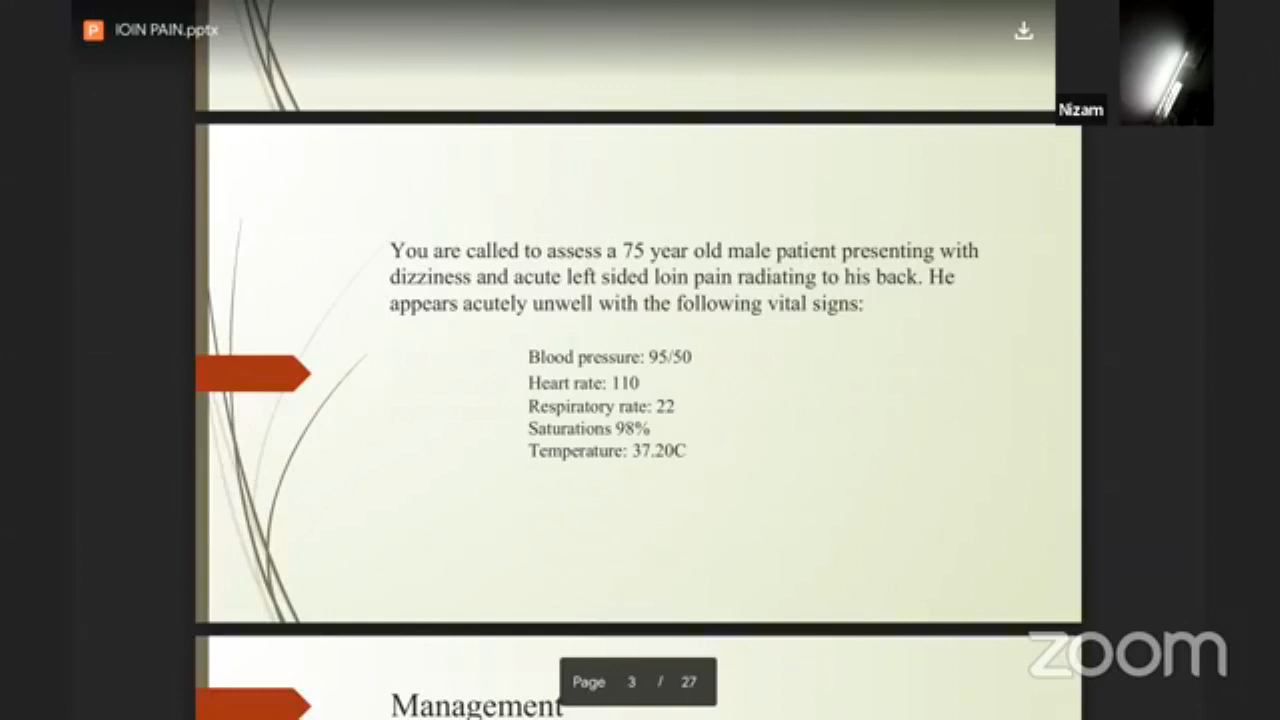 IOIN PAIN.pptx
Nizam
You are called to assess a 75 year old male patient presenting with
dizziness and acute left sided loin pain radiating to his back. He
appears acutely unwell with the following vital signs:
Blood pressure: 95/50
Heart rate: 110
Respiratory rate: 22
Saturations 98%
Temperature: 37.20C
zoom
Page 3 / 27
Management